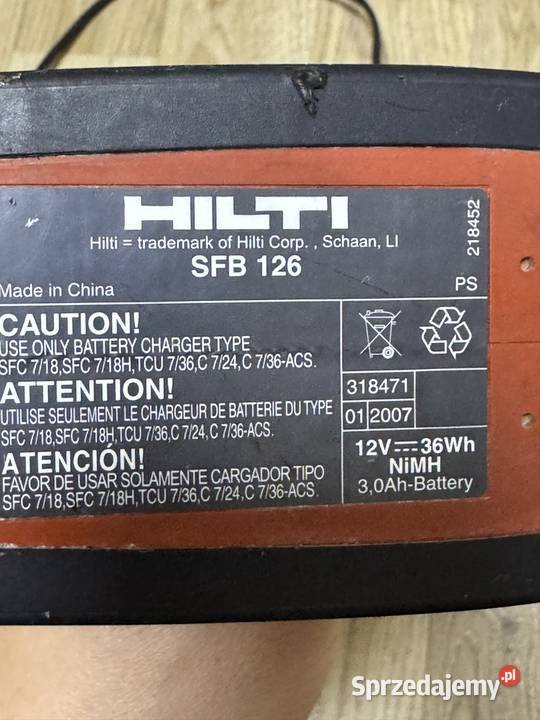 HILTI
Hilti = trademark of Hilti Corp. , Schaan, LI
SFB 126
218452
Made in China
PS
CAUTION!
USE ONLY BATTERY CHARGER TYPE
SFC 7/18,SFC 7/18H,TCU 7/36,C 7/24,C 7/36-ACS.
ATTENTION!
UTILISE SEULEMENT LE CHARGEUR DE BATTERIE DU TYPE
SFC 7/18,SFC 7/18H,TCU 7/36,C 7/24,C 7/36-ACS.
ATENCIÓN!
FAVOR DE USAR SOLAMENTE CARGADOR TIPO
SFC 7/18,SFC 7/18H,TCU 7/36,C 7/24,C 7/36-ACS.
318471
01 2007
12V 36Wh
NiMH
3,0Ah-Battery
Sprzedajemy.pl